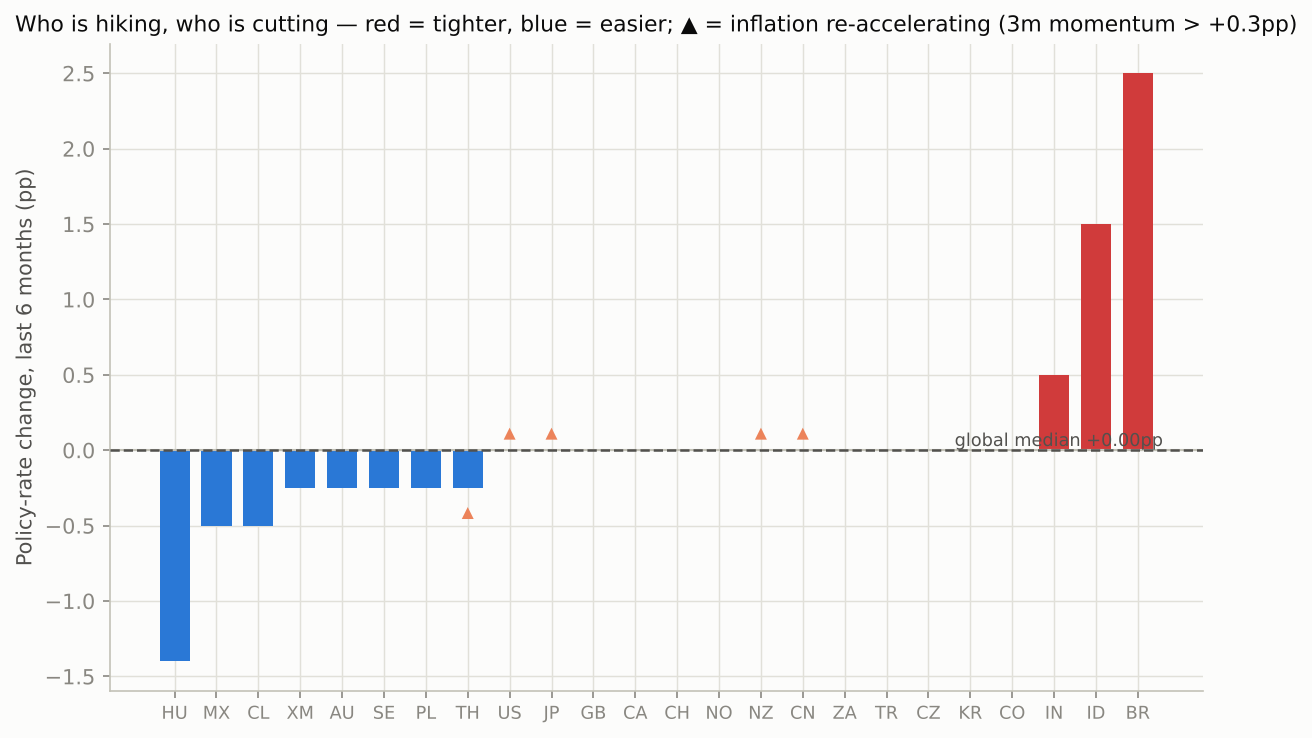 Who is hiking, who is cutting — red = tighter, blue = easier; ▲ = inflation re-accelerating (3m momentum > +0.3pp)
Policy-rate change, last 6 months (pp)
2.5
2.0
1.5
1.0
0.5
0.0
−0.5
−1.0
−1.5
global median +0.00pp
HU MX CL XM AU SE PL TH US JP GB CA CH NO NZ CN ZA TR CZ KR CO IN ID BR